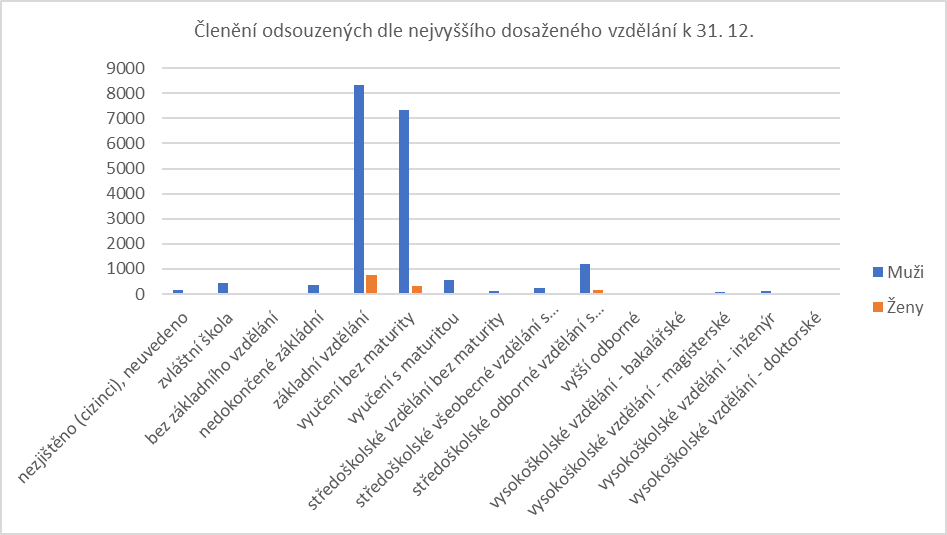 Členění odsouzených dle nejvyššího dosaženého vzdělání k 31. 12.
9000
8000
7000
6000
5000
4000
3000
2000
1000
0
nezjištěno (cizinci), neuvedeno
zvláštní škola
bez základního vzdělání
nedokončené základní
základní vzdělání
vyučení bez maturity
vyučení s maturitou
středoškolské vzdělání bez maturity
středoškolské všeobecné vzdělání s...
středoškolské odborné vzdělání s...
vyšší odborné
vysokoškolské vzdělání - bakalářské
vysokoškolské vzdělání - magisterské
vysokoškolské vzdělání - inženýr
vysokoškolské vzdělání - doktorské
Muži
Ženy